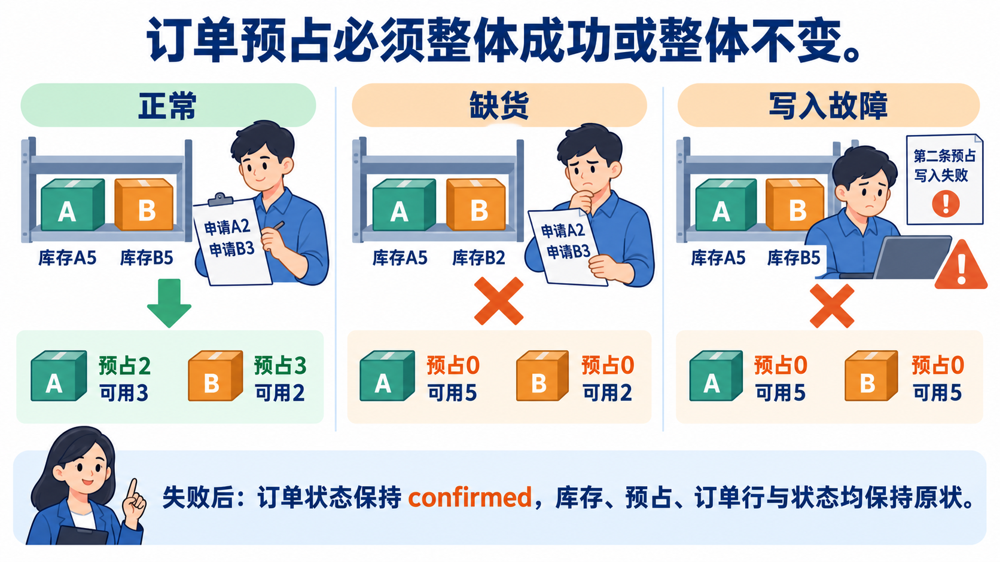 订单预占必须整体成功或整体不变。
正常
A
B
申请A2
申请B3
库存A5
库存B5
A
预占2
可用3
B
预占3
可用2
缺货
A
B
申请A2
申请B3
库存A5
库存B2
A
预占0
可用5
B
预占0
可用2
写入故障
A
B
第二条预占
写入失败
!
库存A5
库存B5
!
A
预占0
可用5
B
预占0
可用5
失败后：订单状态保持 confirmed，库存、预占、订单行与状态均保持原状。